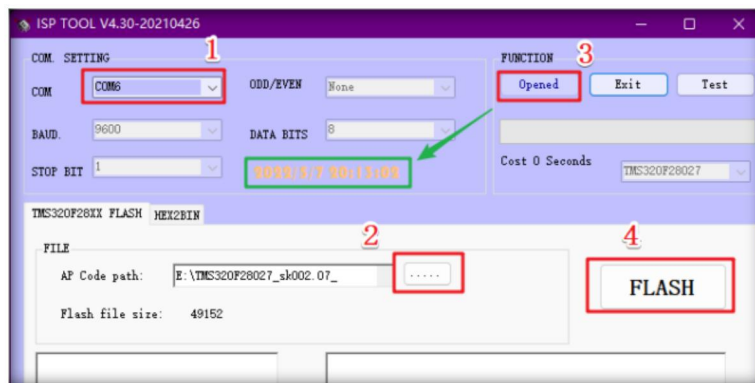 ISP TOOL V4.30-20210426
1
COM. SETTING
COM COM6 ODD/EVEN None
BAUD. 9600 DATA BITS 8
STOP BIT 1 2022/3/7 20:13:02
3
FUNCTION
Opened Exit Test
Cost 0 Seconds TMS320F28027
TMS320F28XX FLASH HEX2BIN
2
4
FILE
AP Code path: E:\TMS320F28027_sk002.07_ .....
Flash file size: 49152
FLASH